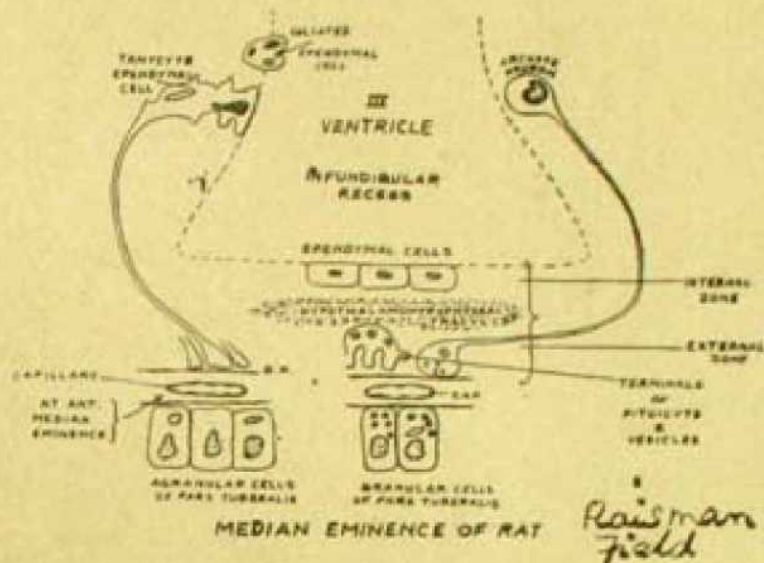 CILIATED
EPENDYMAL
CELL
TANYCYTE
EPENDYMAL
CELL
ARCUATE
NEURON
III
VENTRICLE
INFUNDIBULAR
RECESS
EPENDYMAL CELLS
INTERNAL
ZONE
EXTERNAL
ZONE
CAPILLARY
CAP
AT ANT.
MEDIAN
EMINENCE
TERMINALS
OF
PITUICYTE
&
VESICLES
AGRANULAR CELLS
OF PARS TUBERALIS
GRANULAR CELLS
OF PARS TUBERALIS
MEDIAN EMINENCE OF RAT
Raisman
Field